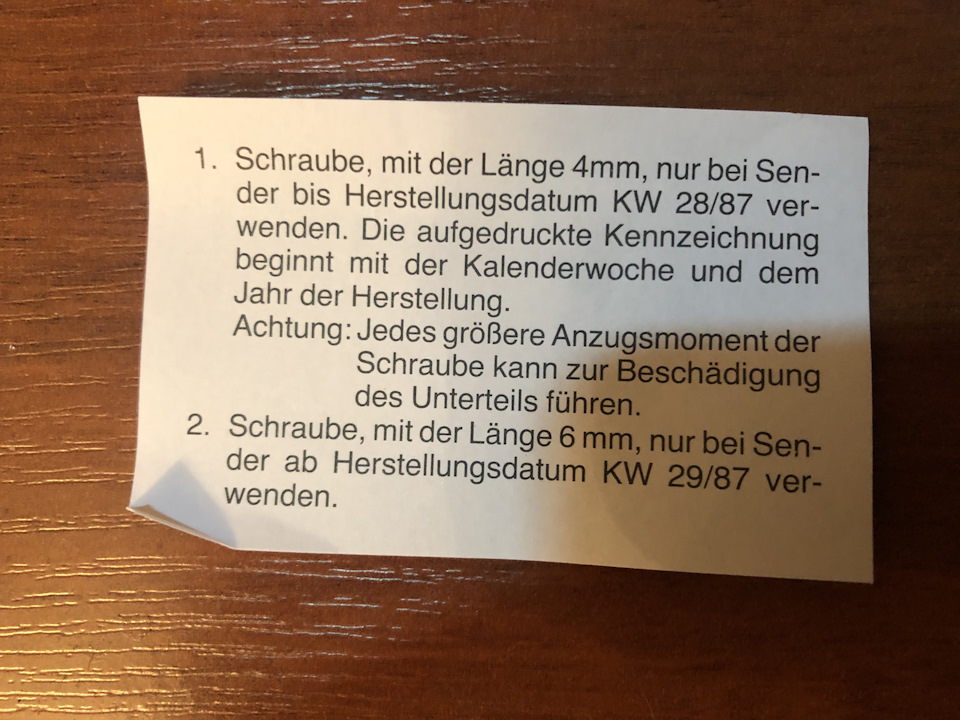 1. Schraube, mit der Länge 4mm, nur bei Sen-
der bis Herstellungsdatum KW 28/87 ver-
wenden. Die aufgedruckte Kennzeichnung
beginnt mit der Kalenderwoche und dem
Jahr der Herstellung.
Achtung: Jedes größere Anzugsmoment der
Schraube kann zur Beschädigung
des Unterteils führen.
2. Schraube, mit der Länge 6 mm, nur bei Sen-
der ab Herstellungsdatum KW 29/87 ver-
wenden.